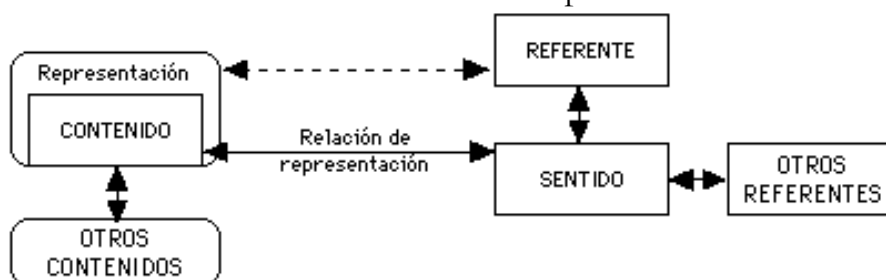 REFERENTE
Representación
CONTENIDO
Relación de
representación
SENTIDO
OTROS
REFERENTES
OTROS
CONTENIDOS